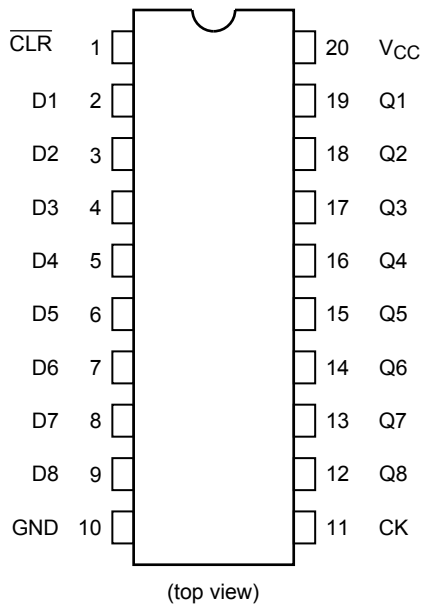 C̅L̅R̅ 1 20 VCC
D1 2 19 Q1
D2 3 18 Q2
D3 4 17 Q3
D4 5 16 Q4
D5 6 15 Q5
D6 7 14 Q6
D7 8 13 Q7
D8 9 12 Q8
GND 10 11 CK
(top view)